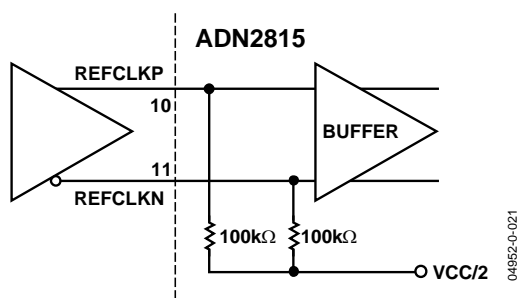 ADN2815
REFCLKP
10
BUFFER
11
REFCLKN
100kΩ
100kΩ
VCC/2
04952-0-021